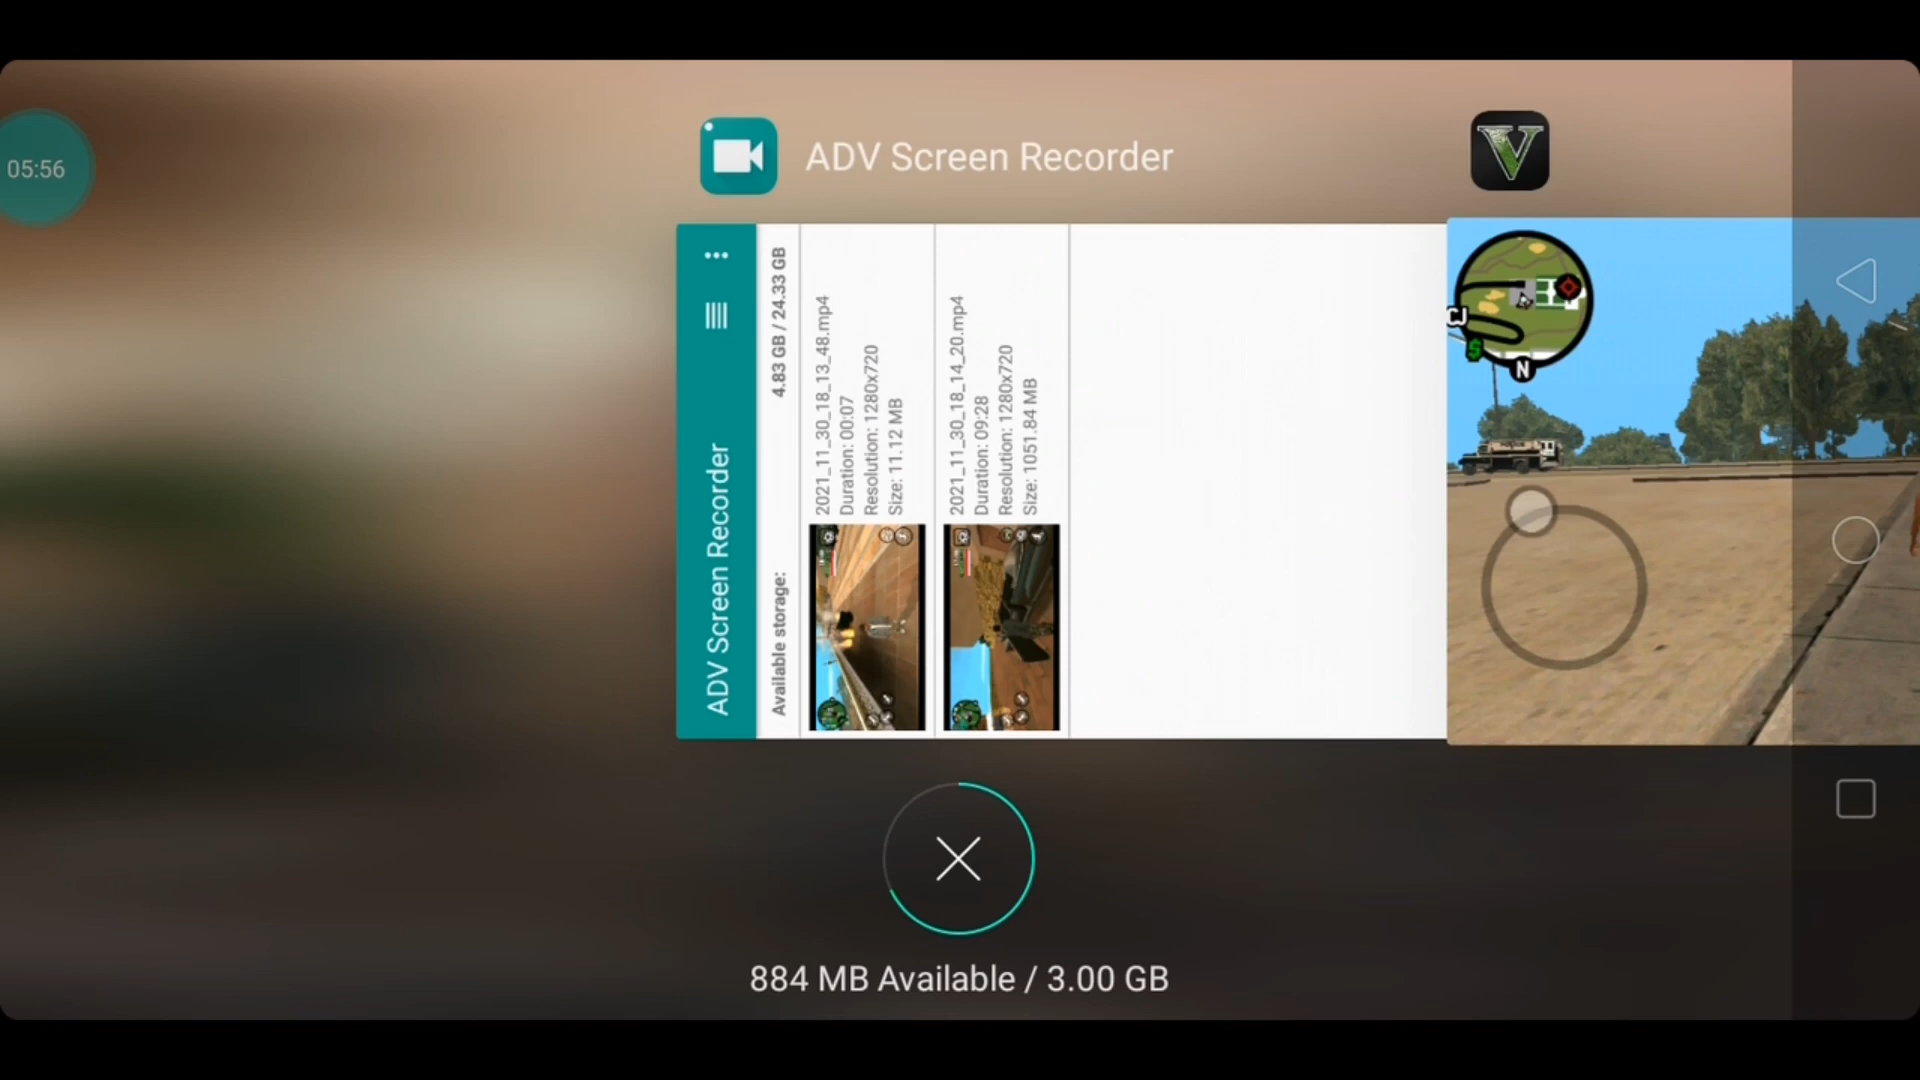 05:56
ADV Screen Recorder
V
ADV Screen Recorder
Available storage: 4.83 GB / 24.33 GB
2021_11_30_18_13_48.mp4
Duration: 00:07
Resolution: 1280x720
Size: 11.12 MB
2021_11_30_18_14_20.mp4
Duration: 09:28
Resolution: 1280x720
Size: 1051.84 MB
CJ
$
N
884 MB Available / 3.00 GB